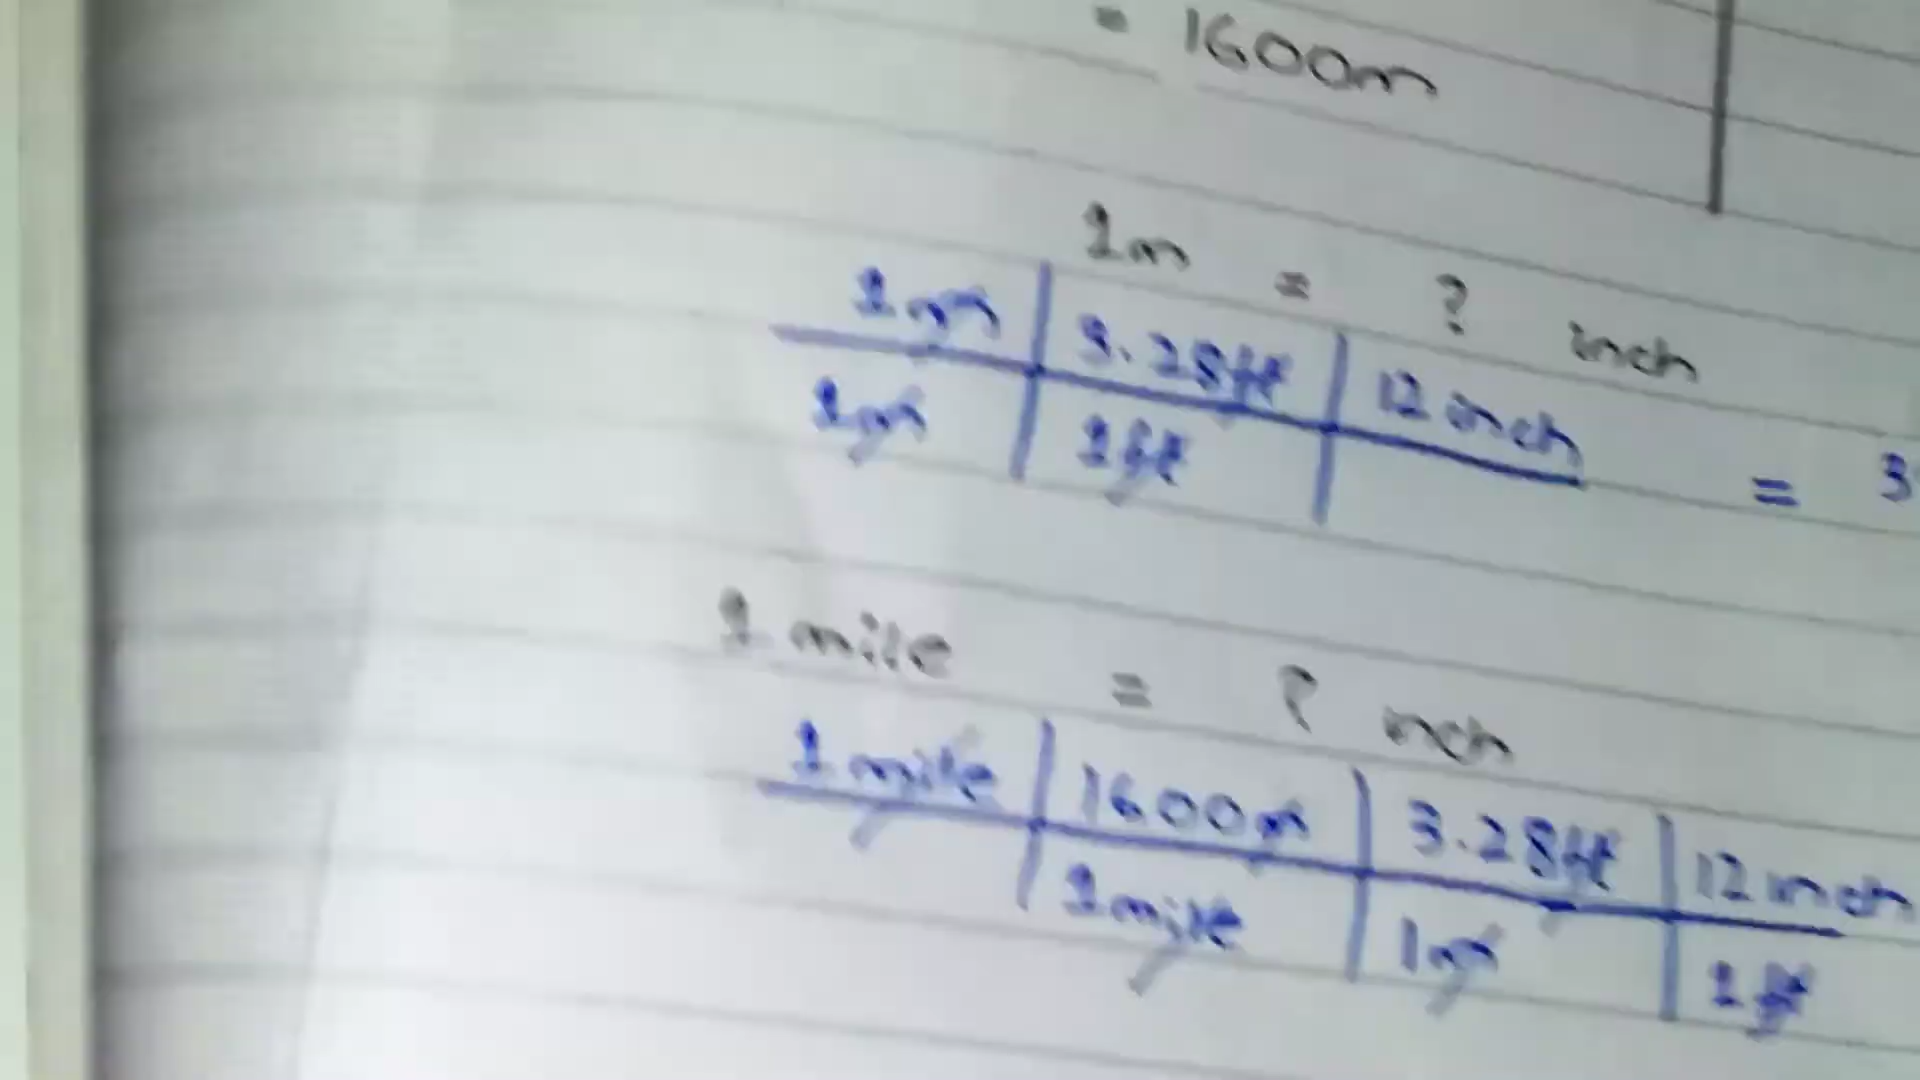 = 1600m
1m = ? inch
1m 3.28ft 12 inch
1m 1ft = 3
1 mile = ? inch
1 mile 1600m 3.28ft 12 inch
1 mile 1m 1ft